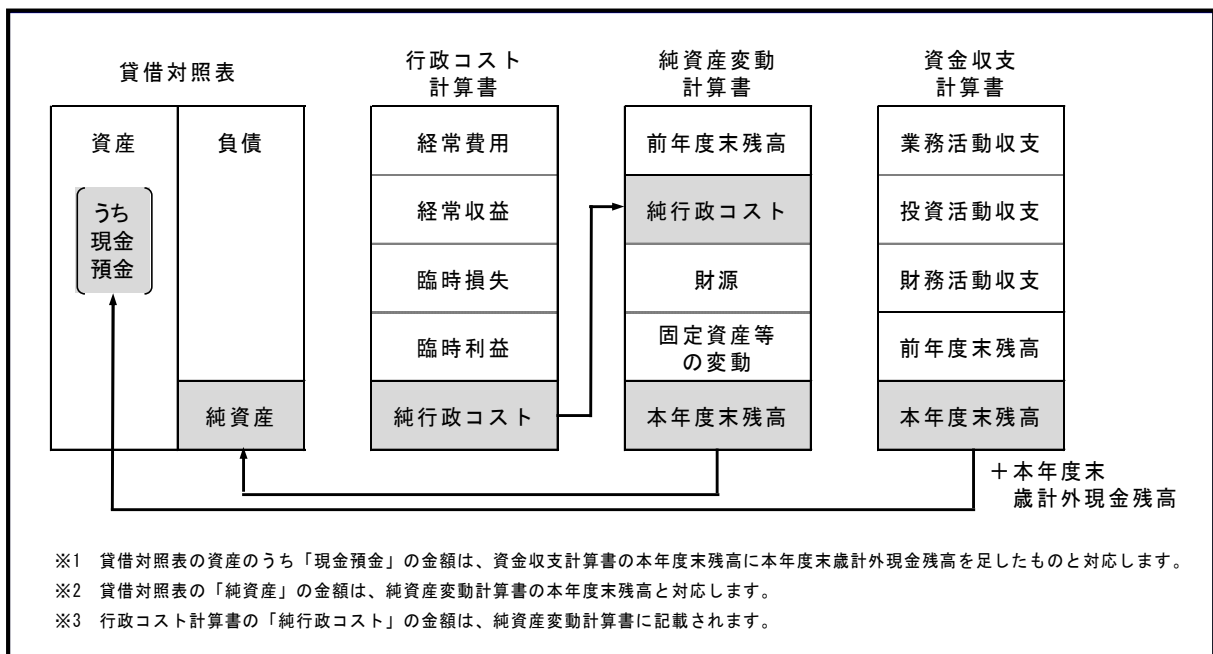 貸借対照表
資産
うち
現金
預金
負債
純資産
行政コスト
計算書
経常費用
経常収益
臨時損失
臨時利益
純行政コスト
純資産変動
計算書
前年度末残高
純行政コスト
財源
固定資産等
の変動
本年度末残高
資金収支
計算書
業務活動収支
投資活動収支
財務活動収支
前年度末残高
本年度末残高
＋本年度末
歳計外現金残高
※1　貸借対照表の資産のうち「現金預金」の金額は、資金収支計算書の本年度末残高に本年度末歳計外現金残高を足したものと対応します。
※2　貸借対照表の「純資産」の金額は、純資産変動計算書の本年度末残高と対応します。
※3　行政コスト計算書の「純行政コスト」の金額は、純資産変動計算書に記載されます。